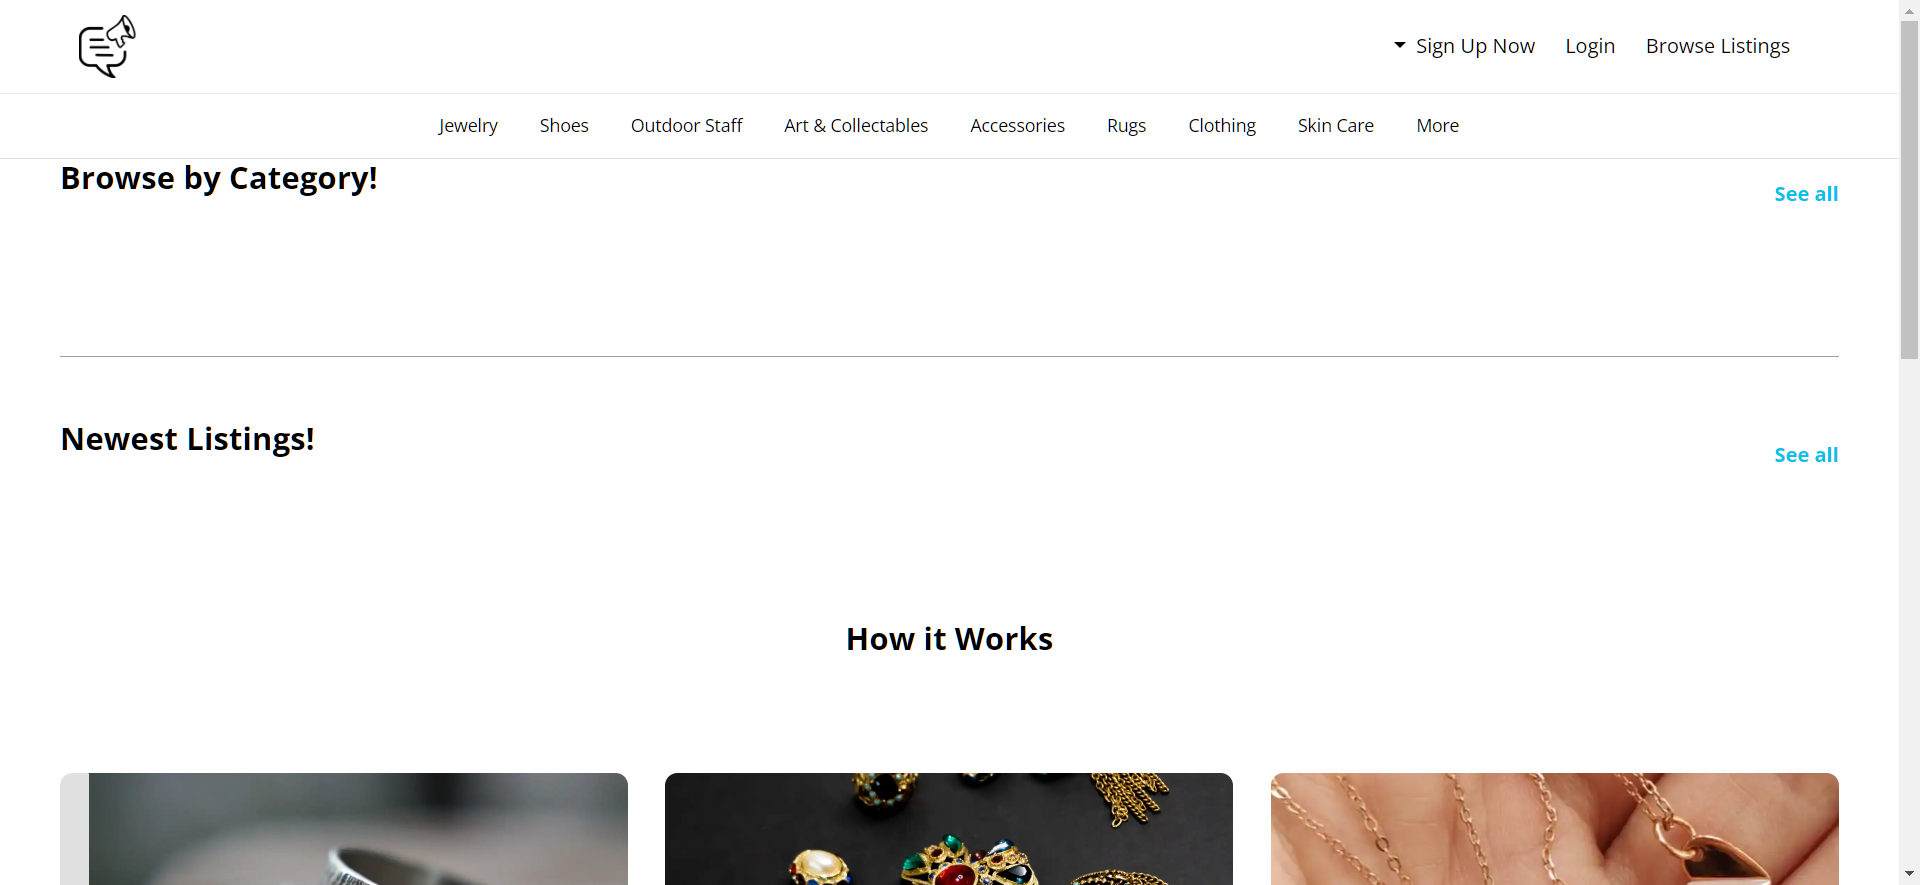 Sign Up Now Login Browse Listings
Jewelry Shoes Outdoor Staff Art & Collectables Accessories Rugs Clothing Skin Care More
Browse by Category!
See all
Newest Listings!
See all
How it Works